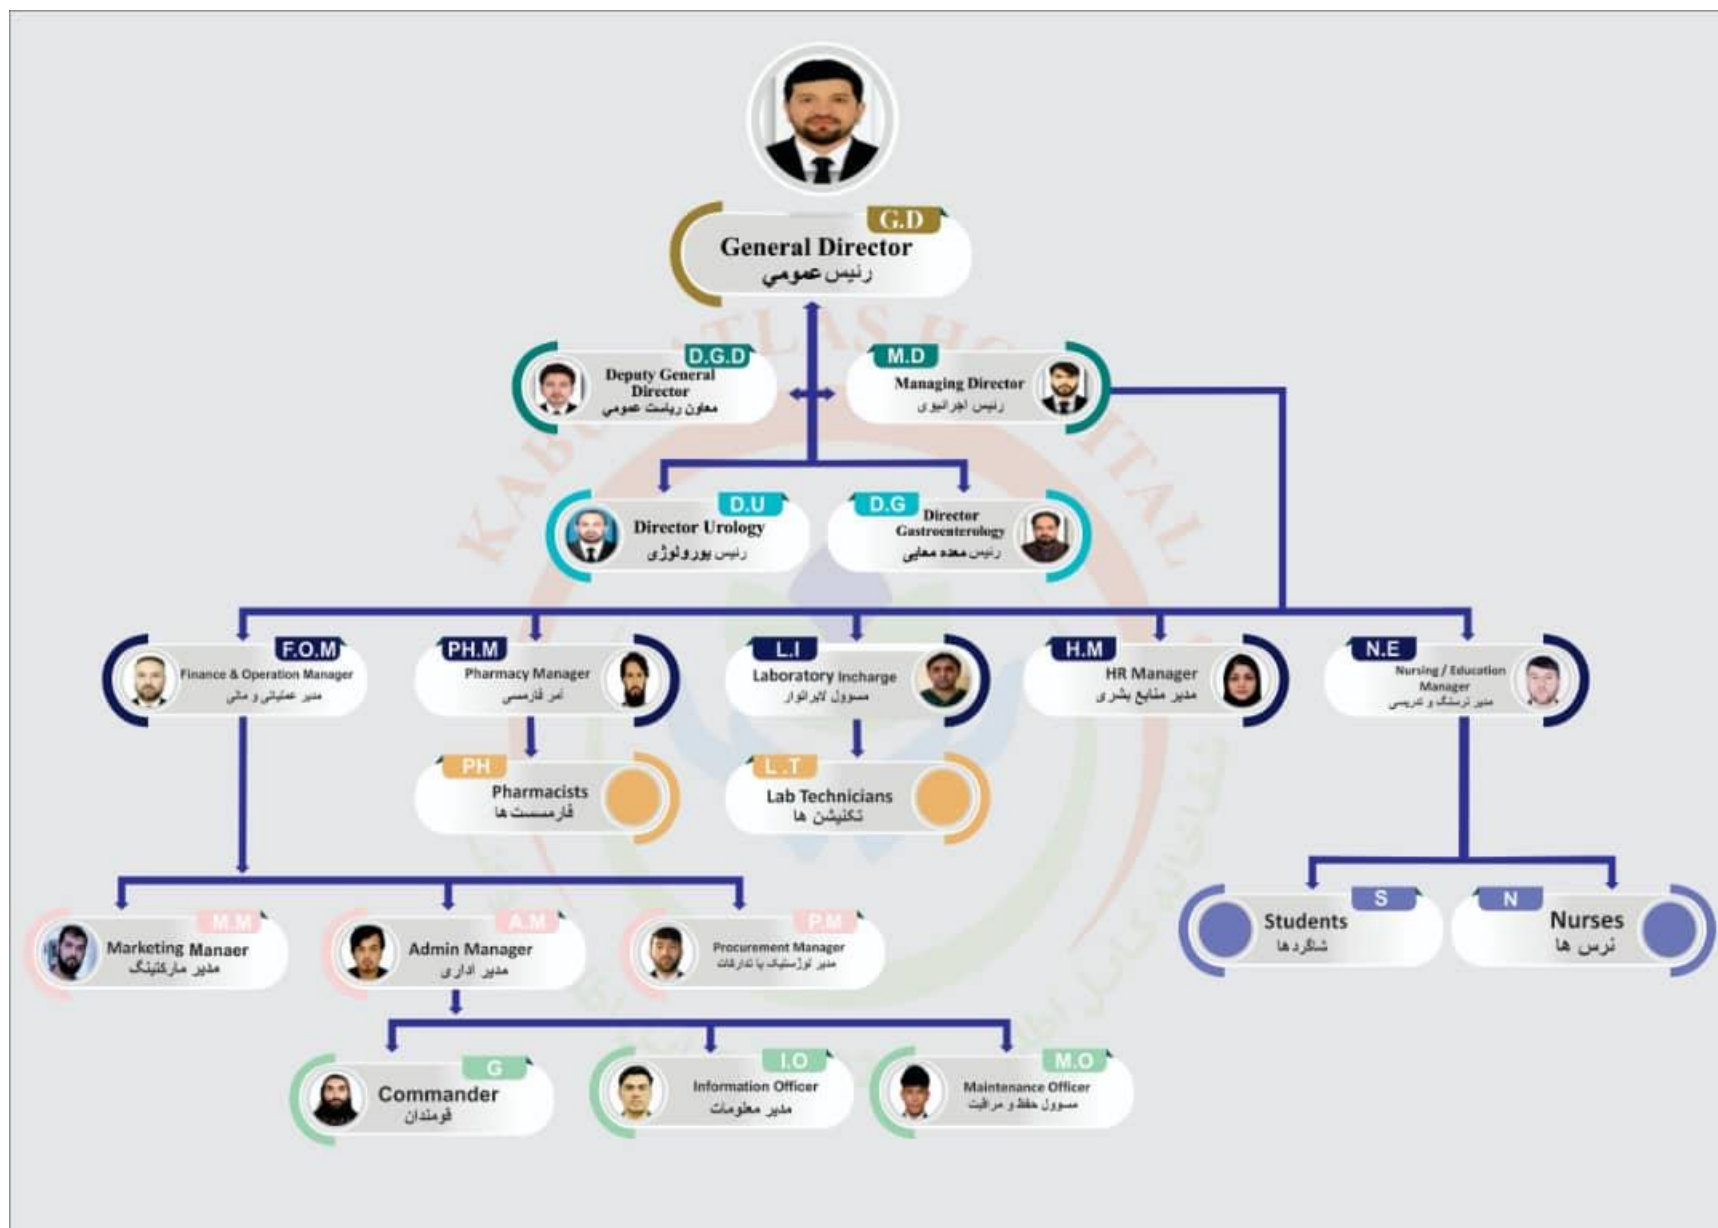 G.D
General Director
رئیس عمومي
D.G.D
Deputy General
Director
معاون ریاست عمومي
M.D
Managing Director
رئیس اجرائیوی
D.U
Director Urology
رئیس یورولوژی
D.G
Director
Gastroenterology
رئیس معده معایی
F.O.M
Finance & Operation Manager
مدیر عملیاتی و مالی
PH.M
Pharmacy Manager
آمر فارمسی
L.I
Laboratory Incharge
مسوول لابراتوار
H.M
HR Manager
مدیر منابع بشری
N.E
Nursing / Education
Manager
مدیر نرسنگ و تدریسی
PH
Pharmacists
فارمسست ها
L .T
Lab Technicians
تکنیشن ها
M.M
Marketing Manaer
مدیر مارکتینگ
A.M
Admin Manager
مدیر اداری
P.M
Procurement Manager
مدیر لوژستیک یا تدارکات
S
Students
شاگردها
N
Nurses
نرس ها
G
Commander
قومندان
I.O
Information Officer
مدیر معلومات
M.O
Maintenance Officer
مسوول حفظ و مراقبت